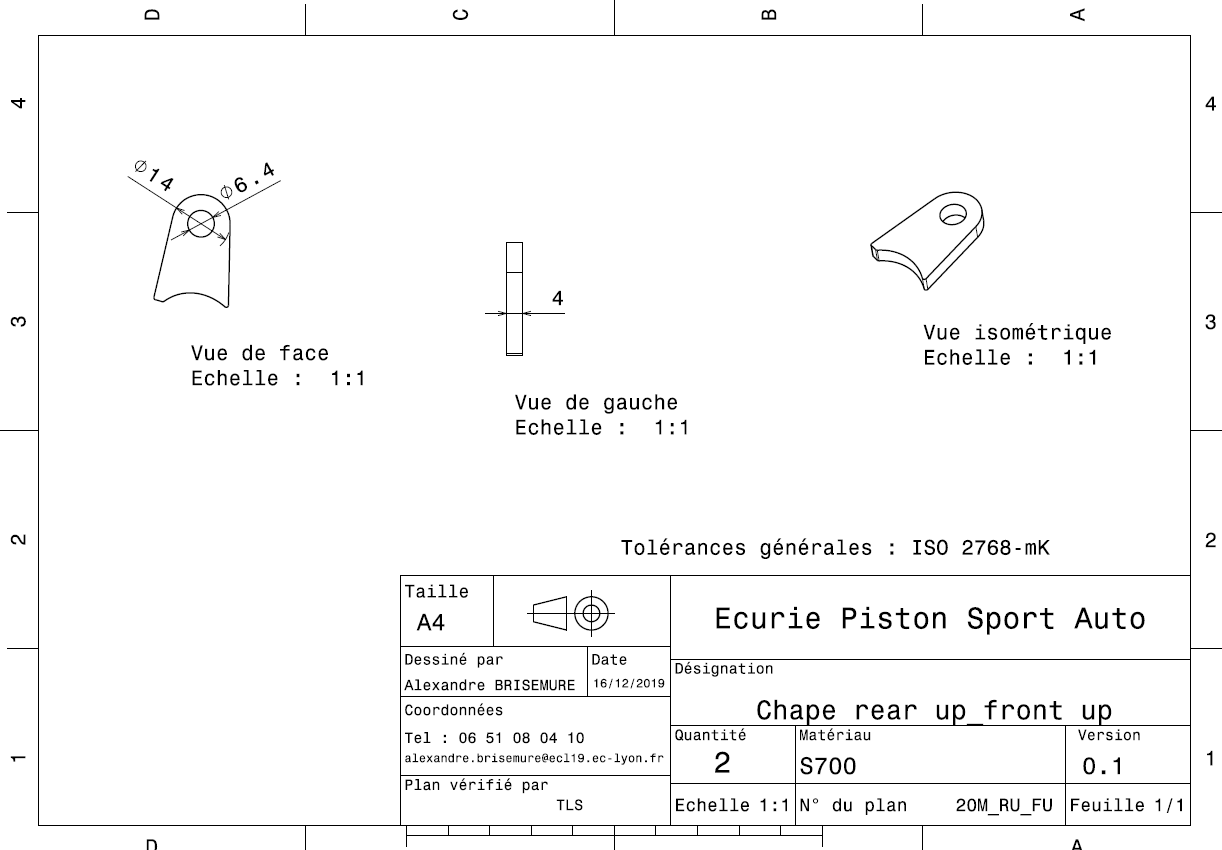 D C B A
4 4
Ø14
Ø6.4
4
3 3
Vue de face
Echelle : 1:1
Vue de gauche
Echelle : 1:1
Vue isométrique
Echelle : 1:1
2 2
Tolérances générales : ISO 2768-mK
Taille
A4
Ecurie Piston Sport Auto
Dessiné par
Alexandre BRISEMURE
Date
16/12/2019
Désignation
Chape rear up_front up
Coordonnées
Tel : 06 51 08 04 10
alexandre.brisemure@ecl19.ec-lyon.fr
Quantité
2
Matériau
S700
Version
0.1
1 1
Plan vérifié par
TLS
Echelle 1:1
N° du plan 20M_RU_FU
Feuille 1/1
D A